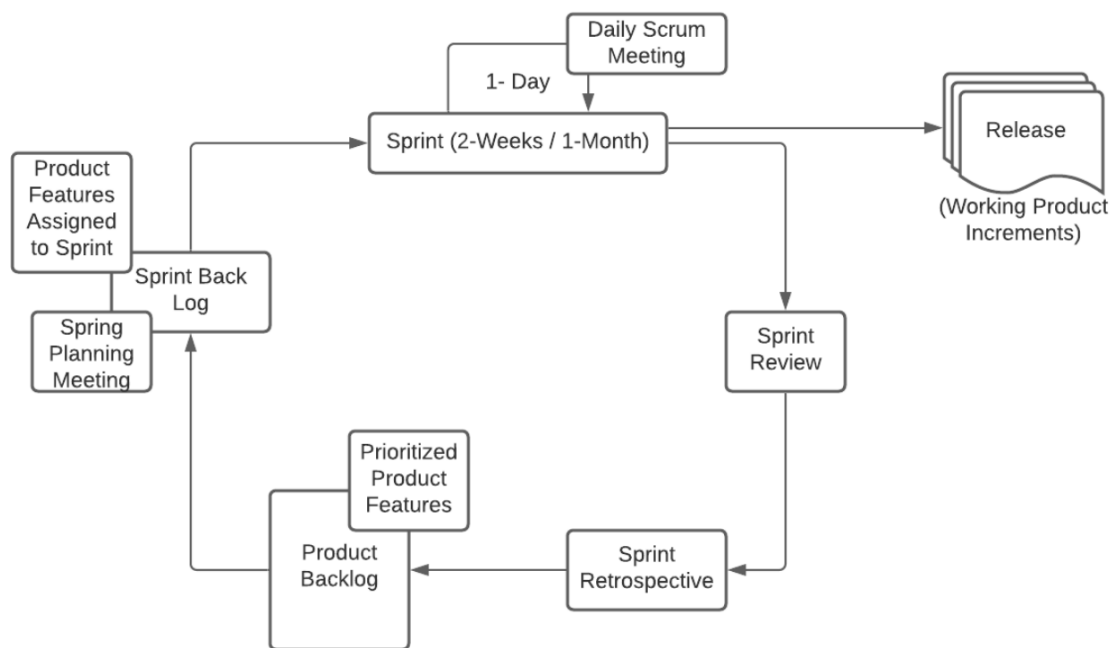 Daily Scrum
Meeting
1- Day
Sprint (2-Weeks / 1-Month)
Release
(Working Product
Increments)
Product
Features
Assigned
to Sprint
Sprint Back
Log
Spring
Planning
Meeting
Sprint
Review
Prioritized
Product
Features
Product
Backlog
Sprint
Retrospective